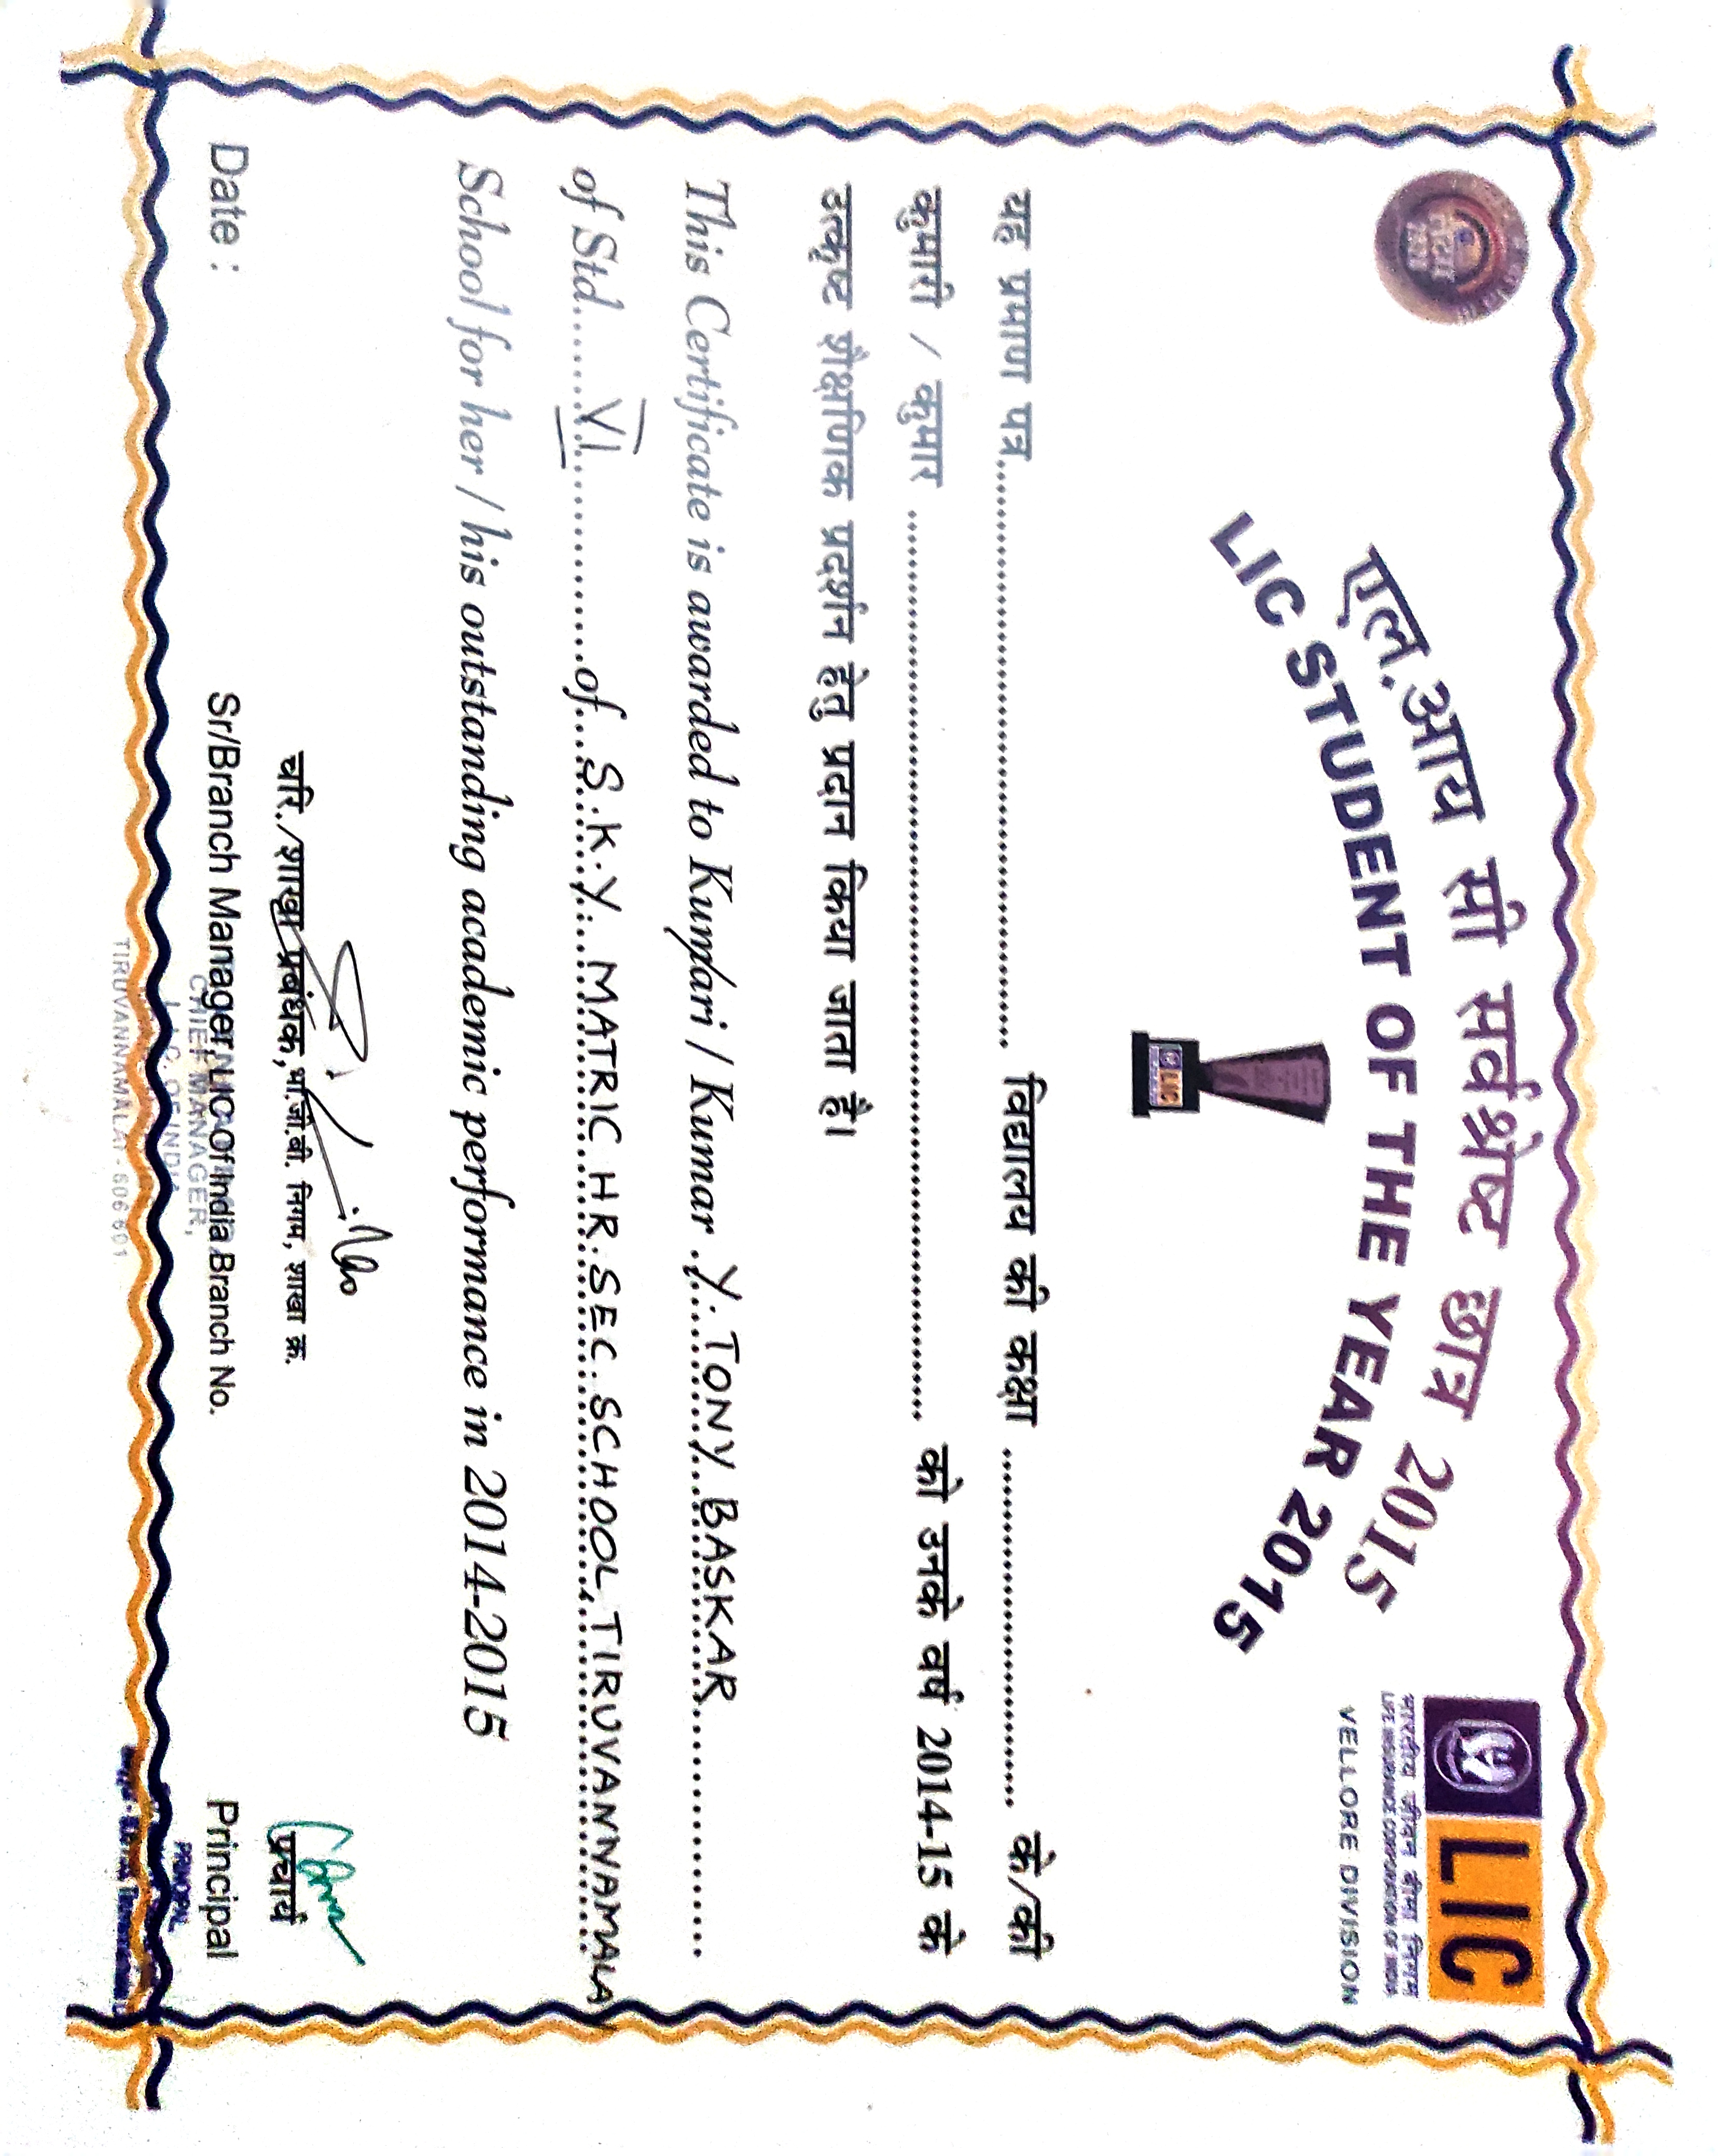 एल.आय सी सर्वश्रेष्ट छात्र 2015
LIC STUDENT OF THE YEAR 2015
LIC
भारतीय जीवन बीमा निगम
LIFE INSURANCE CORPORATION OF INDIA
VELLORE DIVISION
LIC
यह प्रमाण पत्र.................................................. विद्यालय की कक्षा .............................. के/की
कुमारी / कुमार ............................................................................ को उनके वर्ष 2014-15 के
उत्कृष्ट शैक्षणिक प्रदर्शन हेतु प्रदान किया जाता है।
This Certificate is awarded to Kumari / Kumar Y. TONY BASKAR
of Std. VI of S.K.Y. MATRIC HR. SEC. SCHOOL, TIRUVANNAMALAI
School for her / his outstanding academic performance in 2014-2015
चरि./शाखा प्रबंधक, भा.जी.बी. निगम, शाखा क्र.
प्रचार्य
Date :
Sr/Branch Manager, LIC Of India Branch No.
Principal
CHIEF MANAGER,
L.I.C. OF INDIA
TIRUVANNAMALAI - 606 601
PRINCIPAL